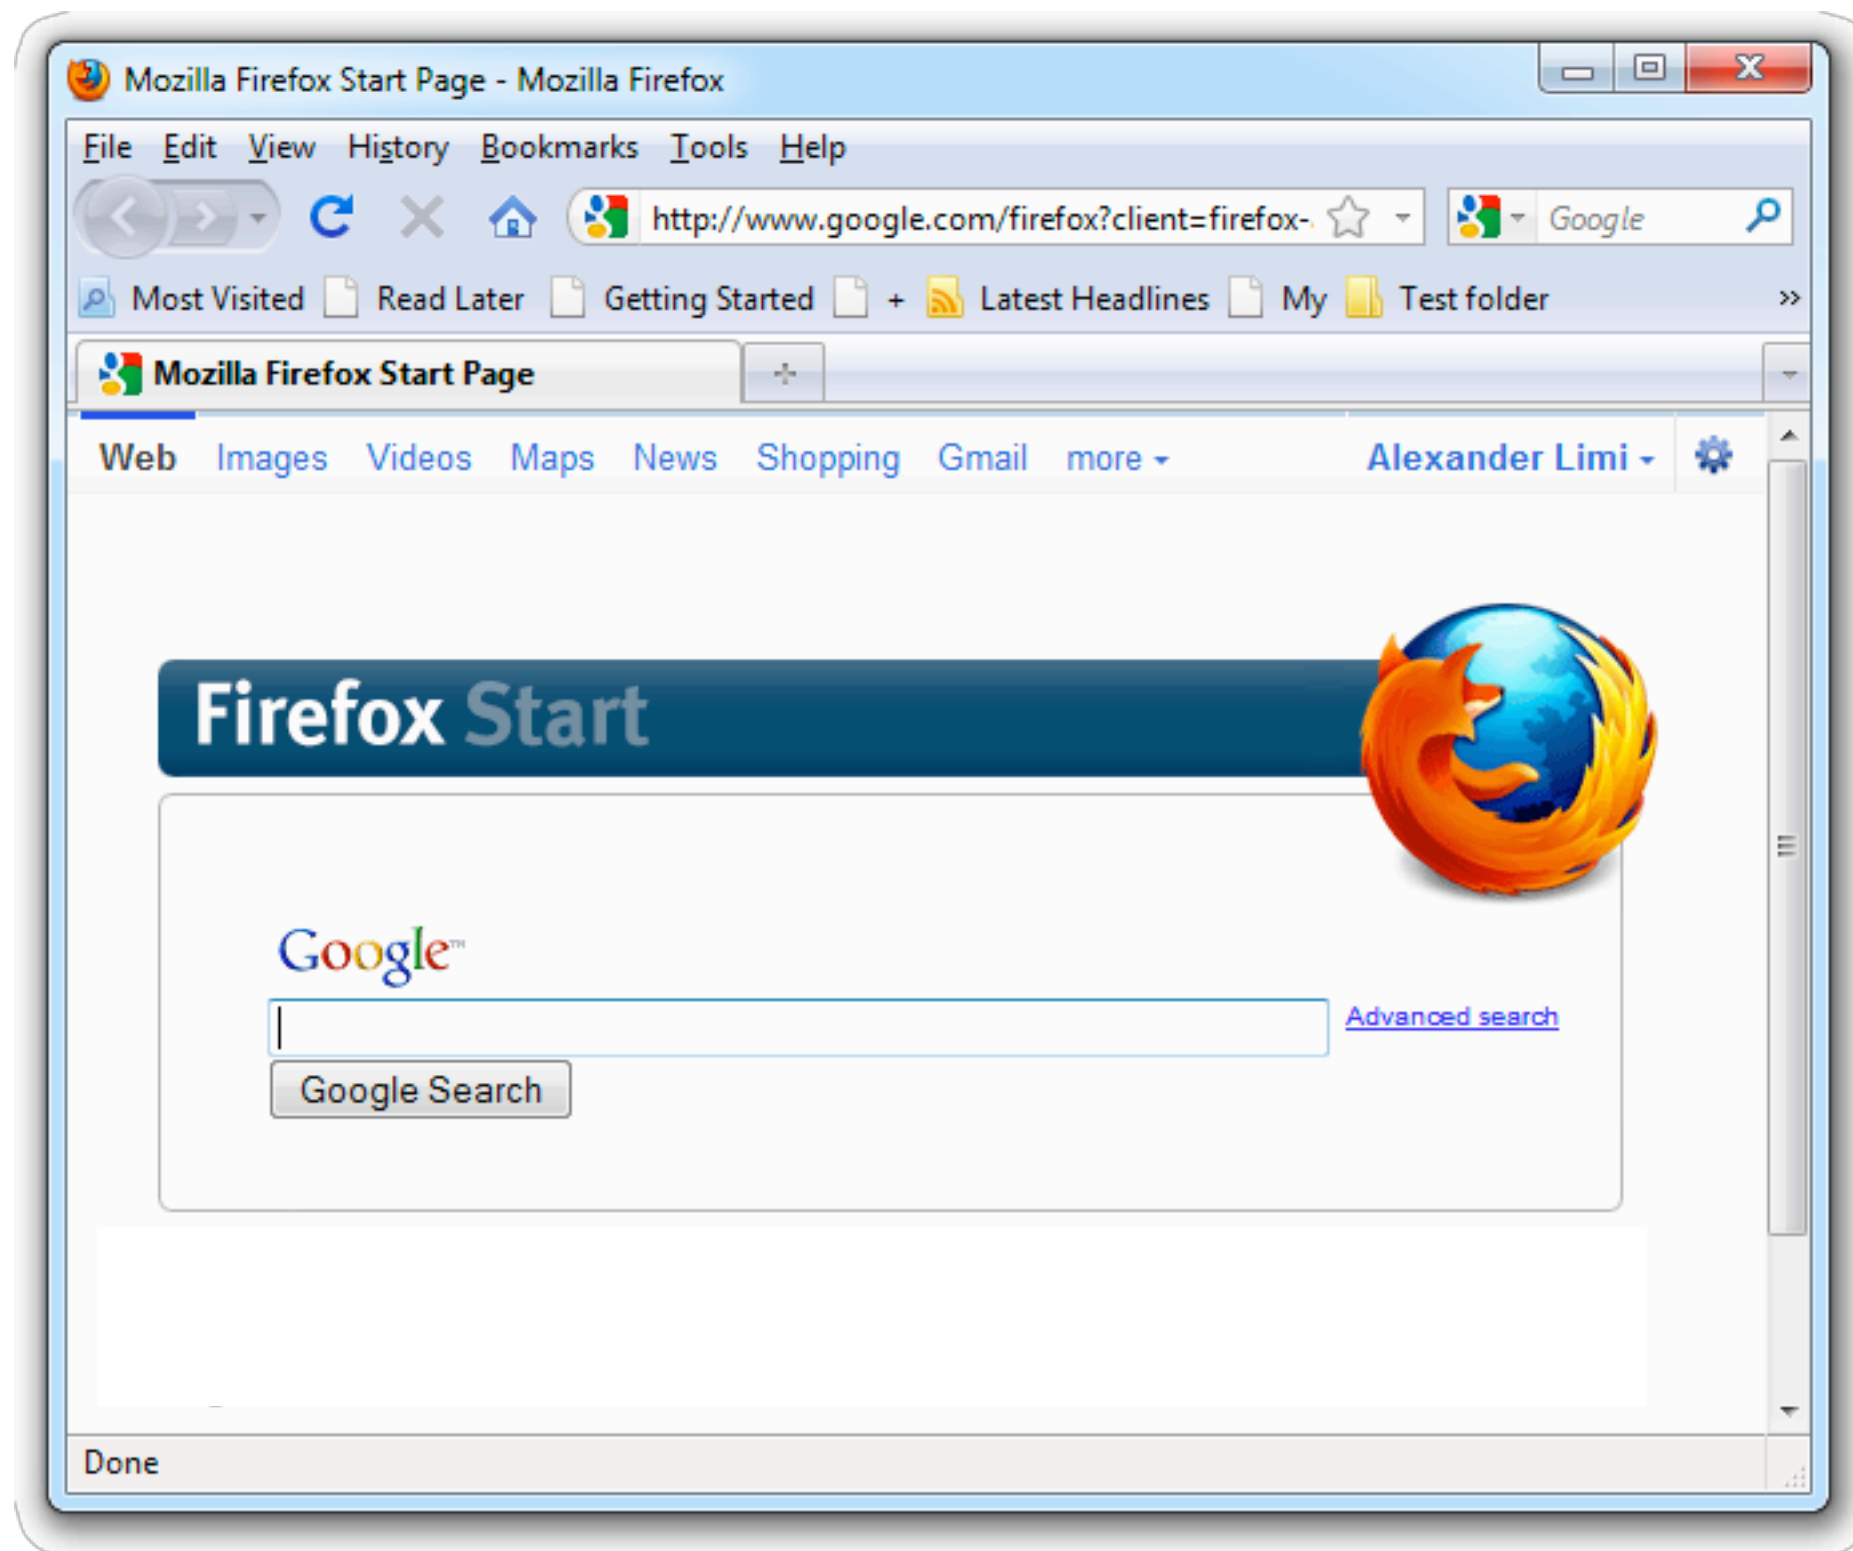 Mozilla Firefox Start Page - Mozilla Firefox
File Edit View History Bookmarks Tools Help
http://www.google.com/firefox?client=firefox- Google
Most Visited Read Later Getting Started + Latest Headlines My Test folder »
Mozilla Firefox Start Page
Web Images Videos Maps News Shopping Gmail more Alexander Limi
Firefox Start
Google™
Advanced search
Google Search
Done